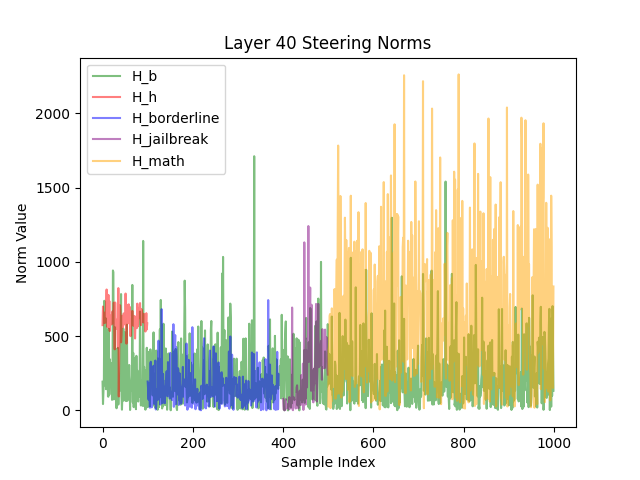 Layer 40 Steering Norms
H_b
H_h
H_borderline
H_jailbreak
H_math
Norm Value
2000
1500
1000
500
0
0
200
400
600
800
1000
Sample Index